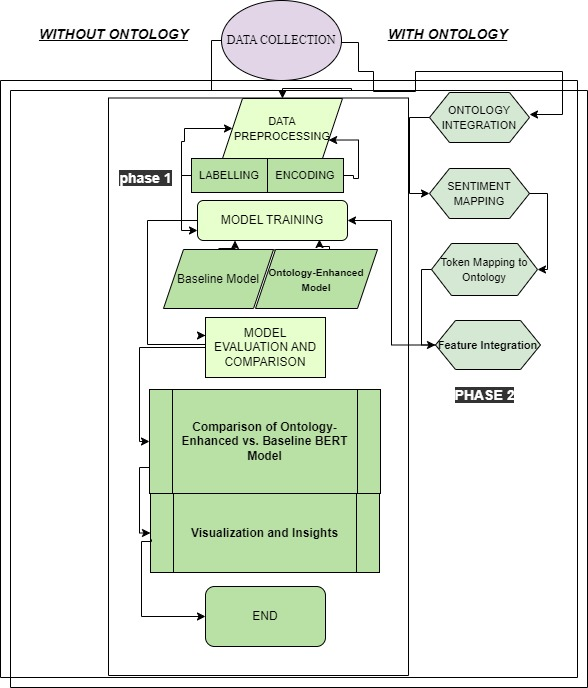 WITHOUT ONTOLOGY
DATA COLLECTION
WITH ONTOLOGY
DATA
PREPROCESSING
LABELLING
ENCODING
phase 1
MODEL TRAINING
Baseline Model
Ontology-Enhanced
Model
MODEL
EVALUATION AND
COMPARISON
Comparison of Ontology-
Enhanced vs. Baseline BERT
Model
Visualization and Insights
END
ONTOLOGY
INTEGRATION
SENTIMENT
MAPPING
Token Mapping to
Ontology
Feature Integration
PHASE 2